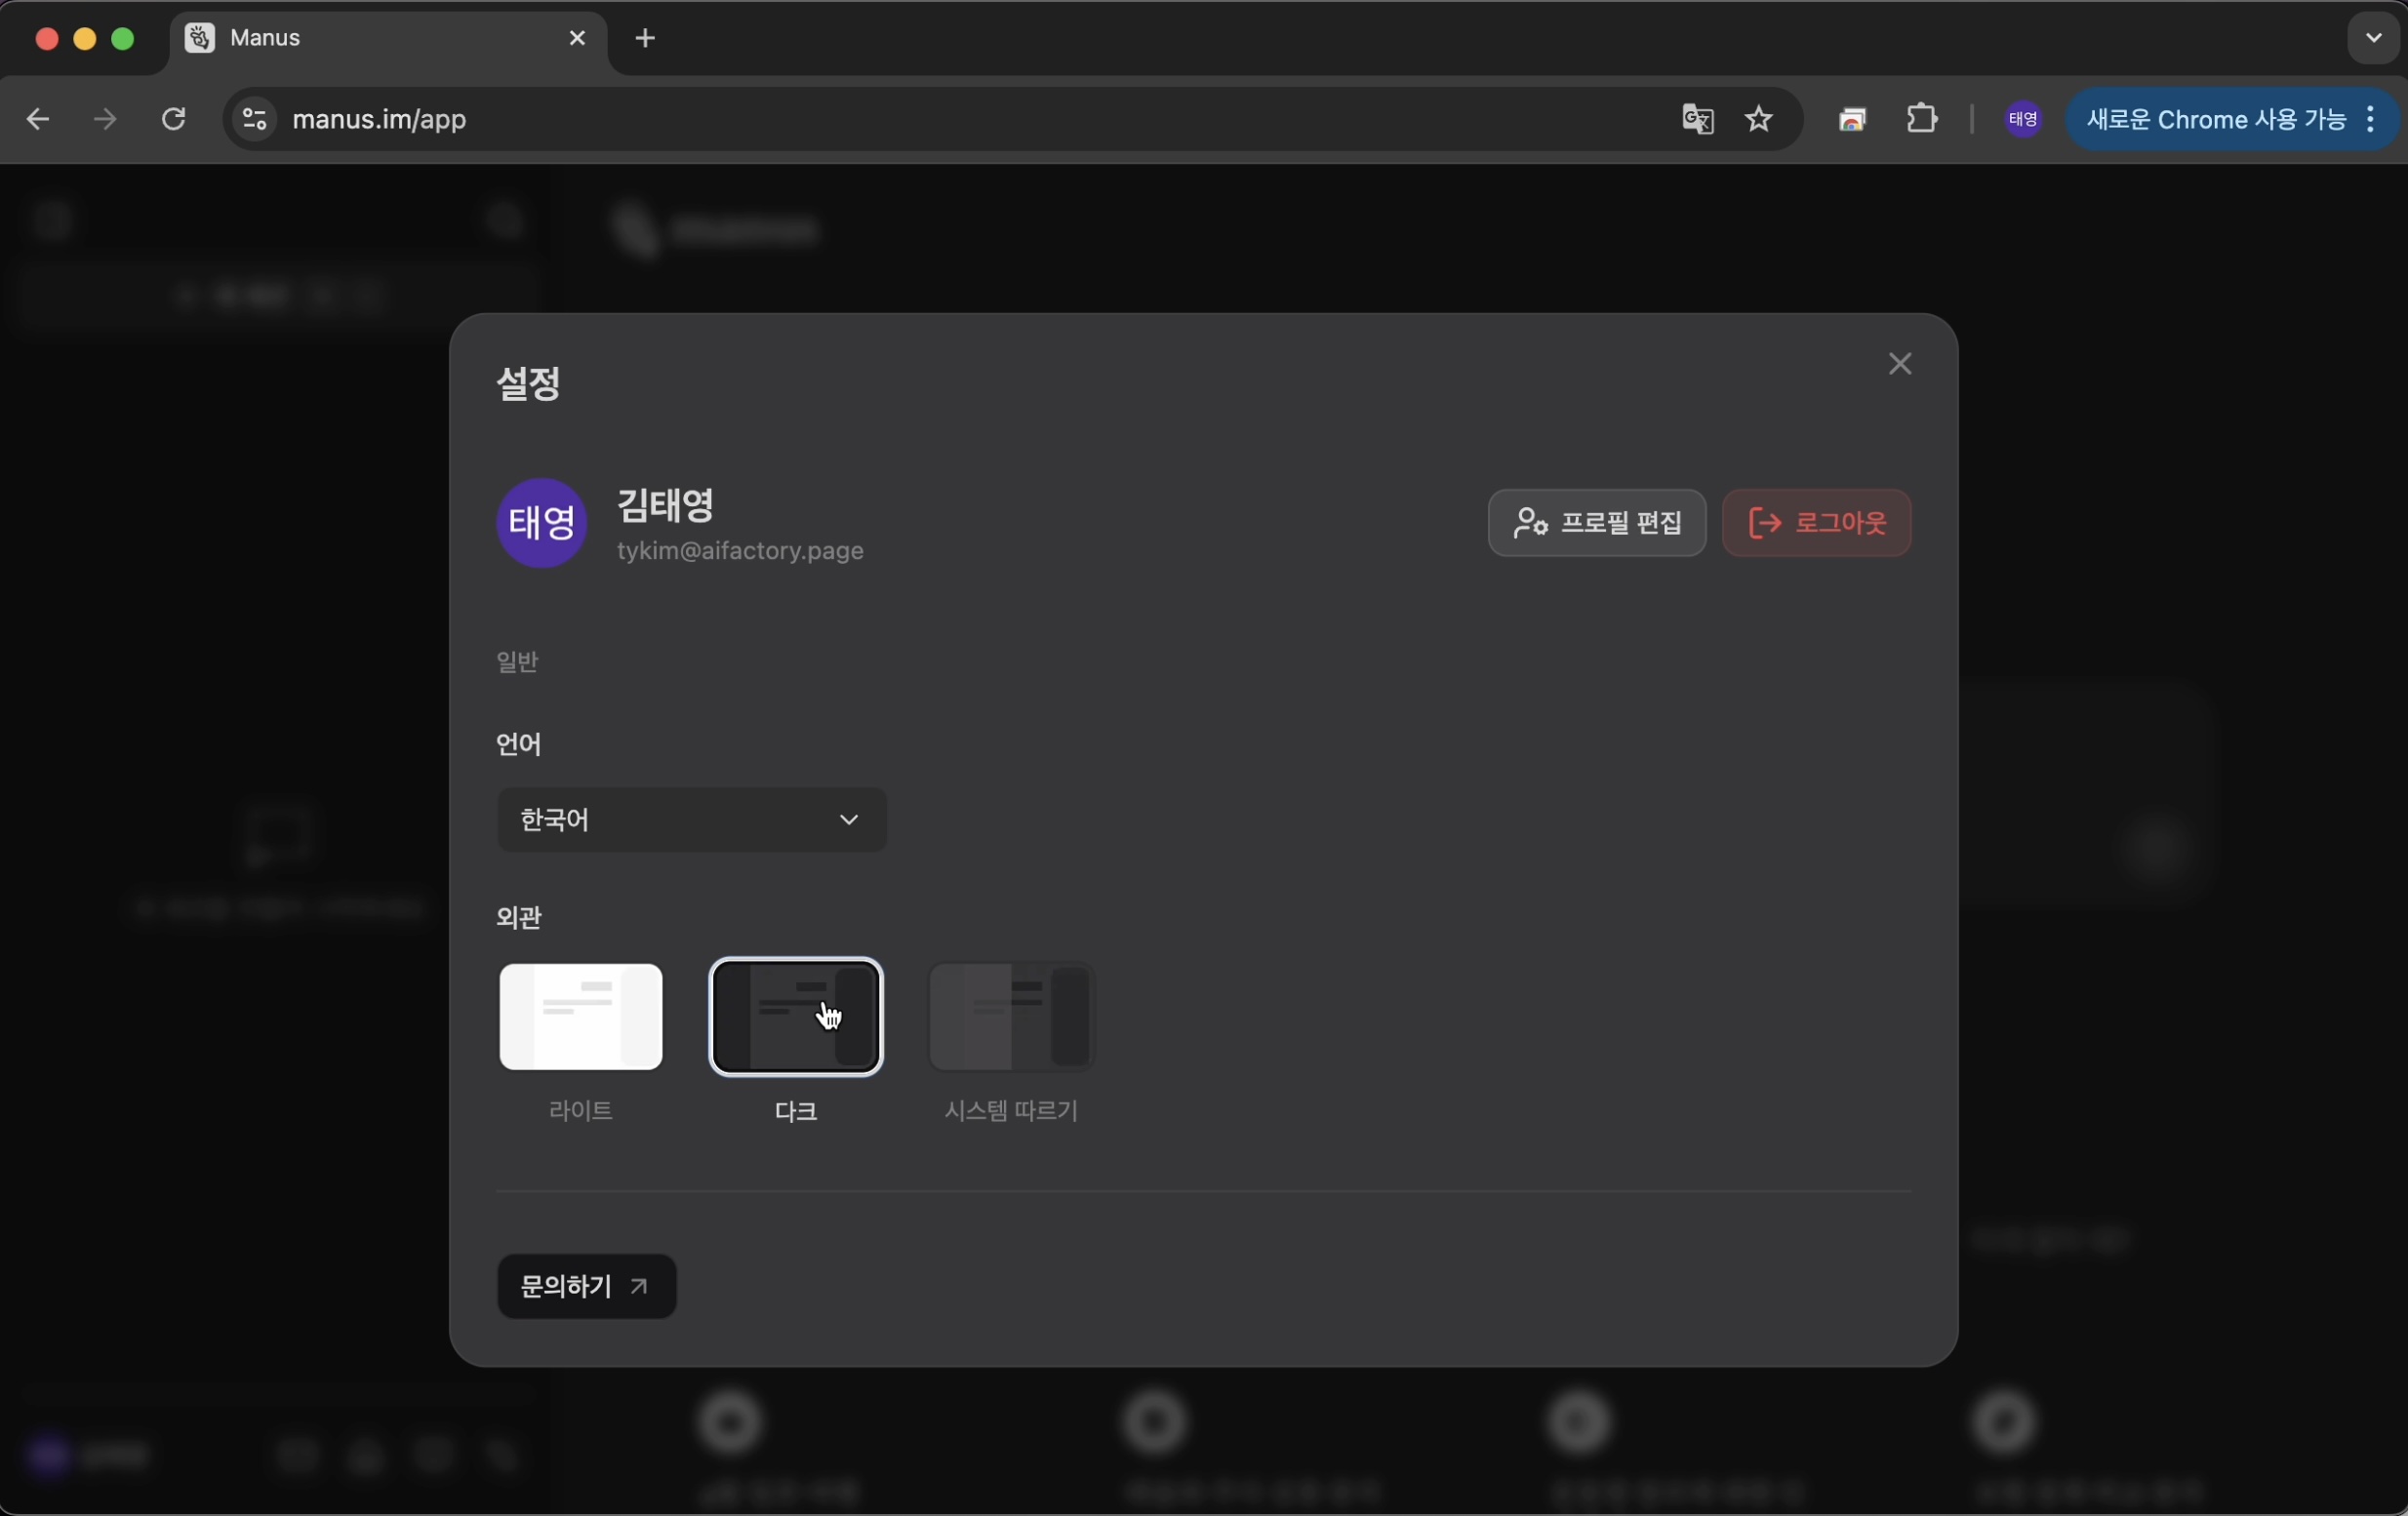 Manus
manus.im/app
태영
새로운 Chrome 사용 가능
manus
설정
태영
김태영
tykim@aifactory.page
프로필 편집
로그아웃
일반
언어
한국어
외관
라이트
다크
시스템 따르기
문의하기